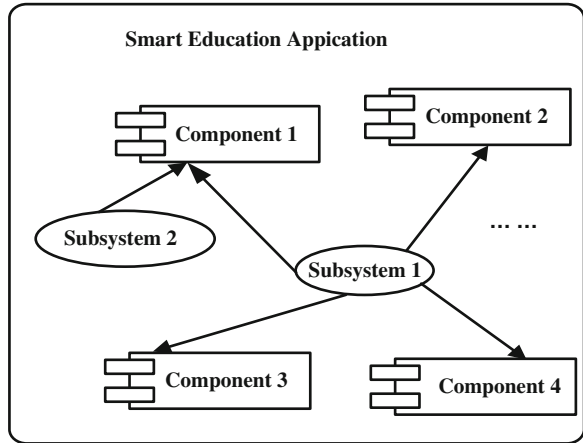 Smart Education Appication
Component 1
Component 2
Subsystem 2
... ...
Subsystem 1
Component 3
Component 4